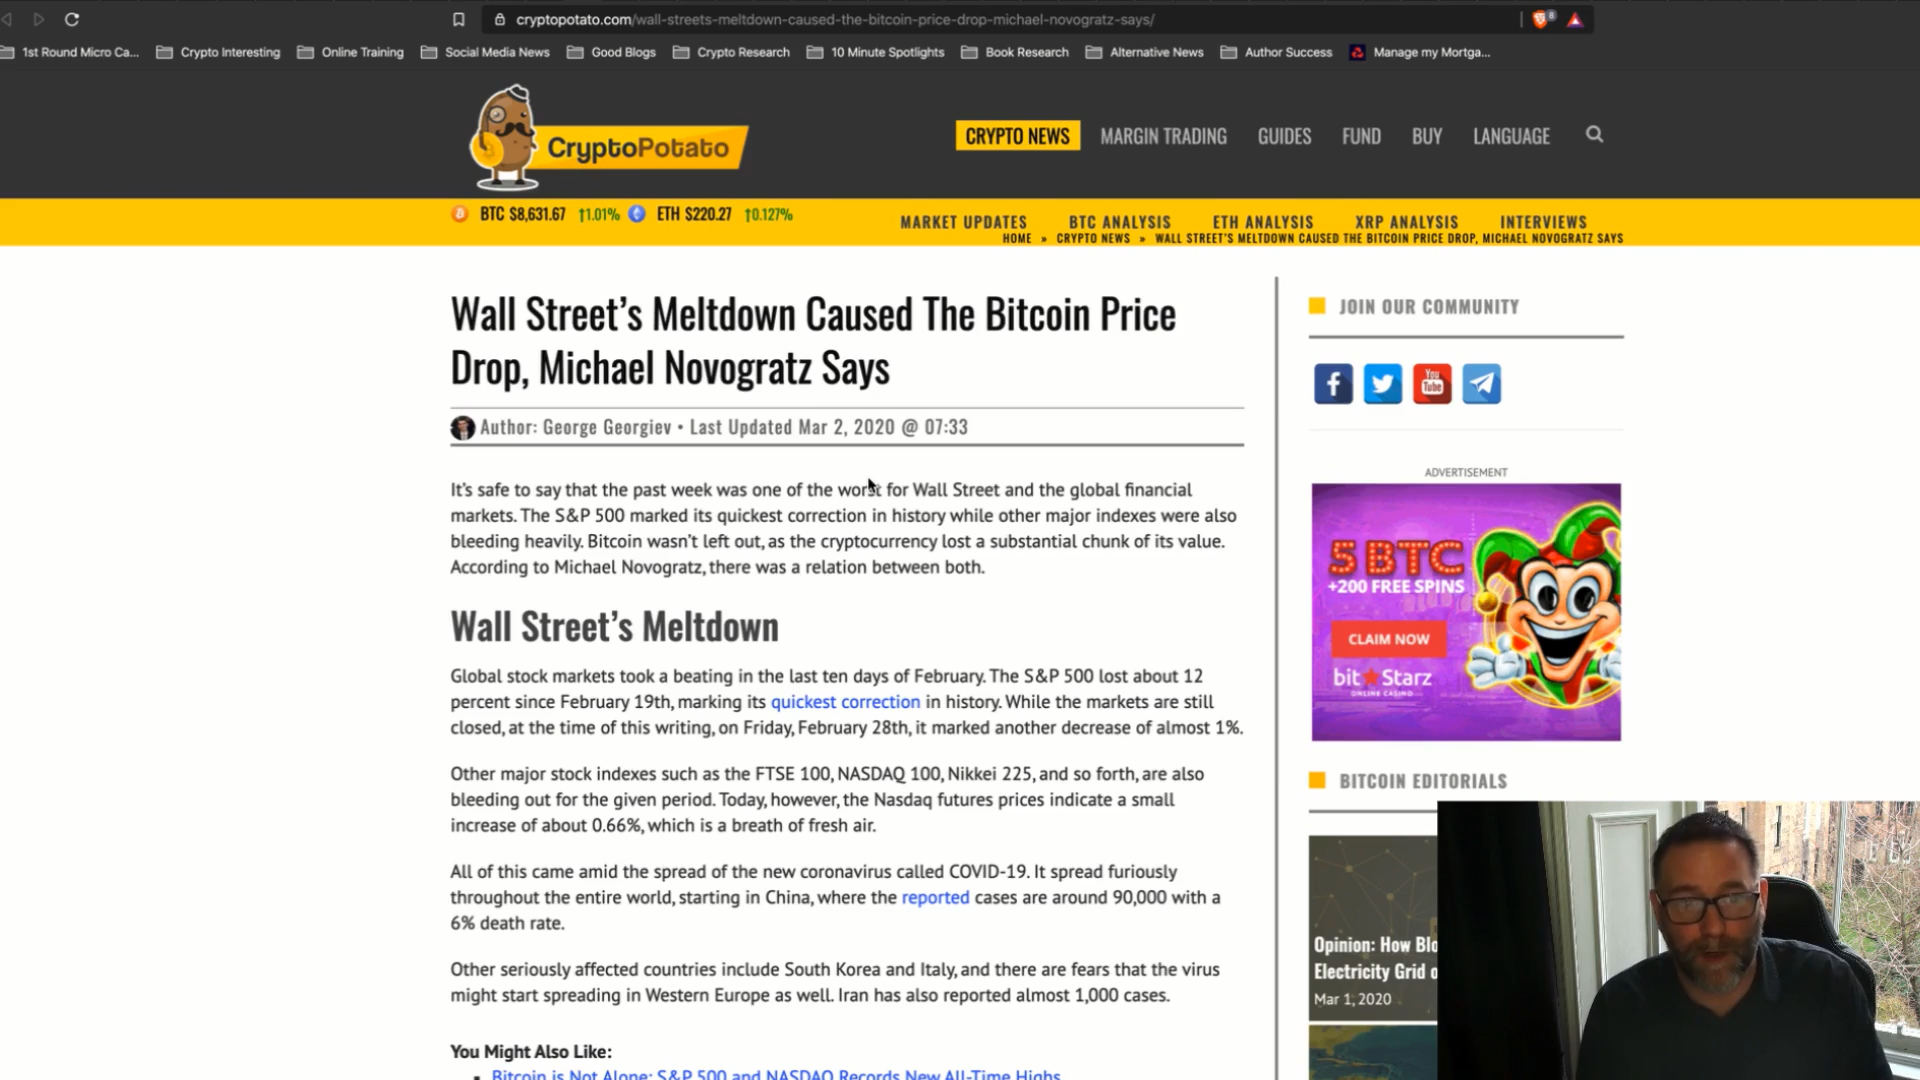 cryptopotato.com/wall-streets-meltdown-caused-the-bitcoin-price-drop-michael-novogratz-says/
8
1st Round Micro Ca... Crypto Interesting Online Training Social Media News Good Blogs Crypto Research 10 Minute Spotlights Book Research Alternative News Author Success Manage my Mortga...
CryptoPotato
CRYPTO NEWS MARGIN TRADING GUIDES FUND BUY LANGUAGE
BTC $8,631.67 ↑1.01% ETH $220.27 ↑0.127%
MARKET UPDATES BTC ANALYSIS ETH ANALYSIS XRP ANALYSIS INTERVIEWS
HOME » CRYPTO NEWS » WALL STREET'S MELTDOWN CAUSED THE BITCOIN PRICE DROP, MICHAEL NOVOGRATZ SAYS
Wall Street's Meltdown Caused The Bitcoin Price
Drop, Michael Novogratz Says
Author: George Georgiev • Last Updated Mar 2, 2020 @ 07:33
It's safe to say that the past week was one of the worst for Wall Street and the global financial
markets. The S&P 500 marked its quickest correction in history while other major indexes were also
bleeding heavily. Bitcoin wasn't left out, as the cryptocurrency lost a substantial chunk of its value.
According to Michael Novogratz, there was a relation between both.
Wall Street's Meltdown
Global stock markets took a beating in the last ten days of February. The S&P 500 lost about 12
percent since February 19th, marking its quickest correction in history. While the markets are still
closed, at the time of this writing, on Friday, February 28th, it marked another decrease of almost 1%.
Other major stock indexes such as the FTSE 100, NASDAQ 100, Nikkei 225, and so forth, are also
bleeding out for the given period. Today, however, the Nasdaq futures prices indicate a small
increase of about 0.66%, which is a breath of fresh air.
All of this came amid the spread of the new coronavirus called COVID-19. It spread furiously
throughout the entire world, starting in China, where the reported cases are around 90,000 with a
6% death rate.
Other seriously affected countries include South Korea and Italy, and there are fears that the virus
might start spreading in Western Europe as well. Iran has also reported almost 1,000 cases.
You Might Also Like:
Bitcoin is Not Alone: S&P 500 and NASDAQ Records New All-Time Highs
JOIN OUR COMMUNITY
You
Tube
ADVERTISEMENT
5 BTC
+200 FREE SPINS
CLAIM NOW
bitStarz
ONLINE CASINO
BITCOIN EDITORIALS
Opinion: How Blo
Electricity Grid o
Mar 1, 2020